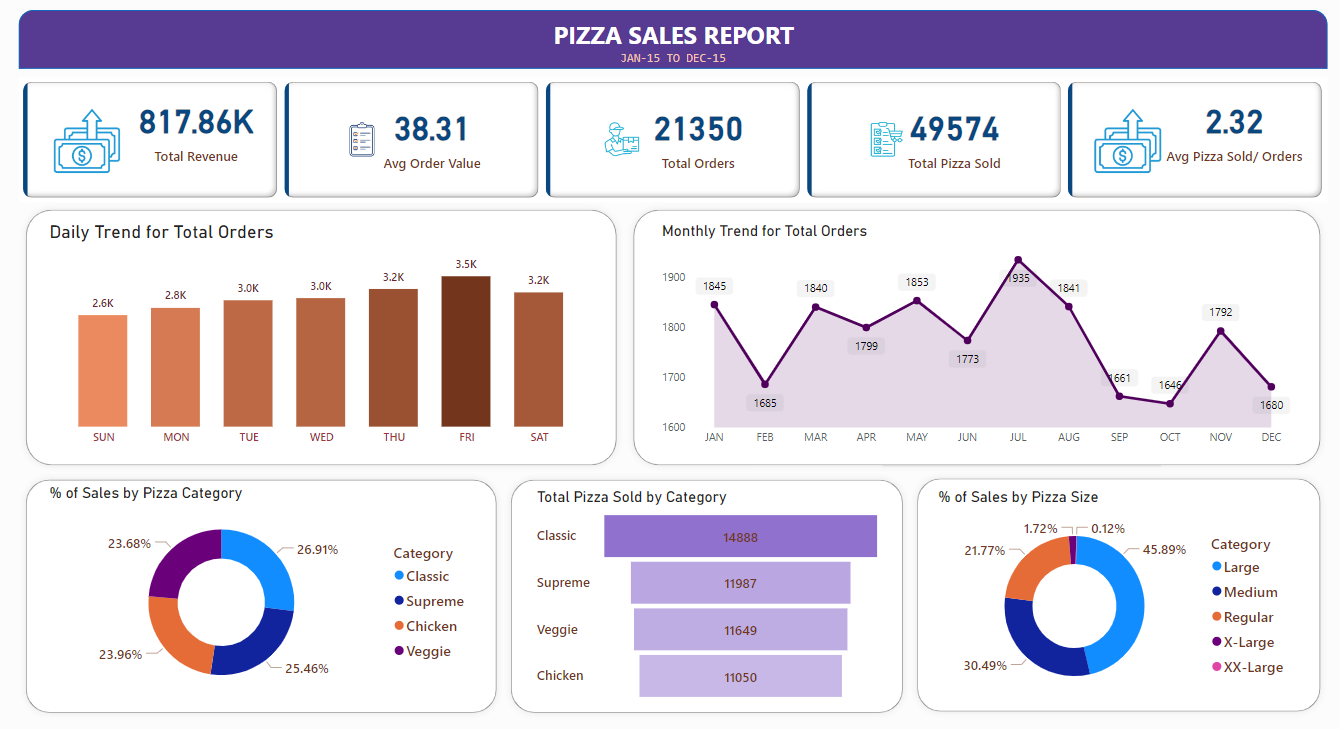 PIZZA SALES REPORT
JAN-15 TO DEC-15
817.86K
Total Revenue
38.31
Avg Order Value
21350
Total Orders
49574
Total Pizza Sold
2.32
Avg Pizza Sold/ Orders
Daily Trend for Total Orders
2.6K
2.8K
3.0K
3.0K
3.2K
3.5K
3.2K
SUN MON TUE WED THU FRI SAT
Monthly Trend for Total Orders
1900
1800
1700
1600
1845
1685
1840
1799
1853
1773
1935
1841
1661
1646
1792
1680
JAN FEB MAR APR MAY JUN JUL AUG SEP OCT NOV DEC
% of Sales by Pizza Category
23.68%
26.91%
23.96%
25.46%
Category
Classic
Supreme
Chicken
Veggie
Total Pizza Sold by Category
Classic 14888
Supreme 11987
Veggie 11649
Chicken 11050
% of Sales by Pizza Size
1.72%
0.12%
21.77%
45.89%
30.49%
Category
Large
Medium
Regular
X-Large
XX-Large